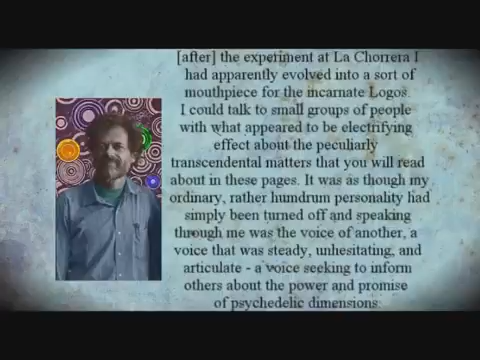 [after] the experiment at La Chorrera I
had apparently evolved into a sort of
mouthpiece for the incarnate Logos.
I could talk to small groups of people
with what appeared to be electrifying
effect about the peculiarly
transcendental matters that you will read
about in these pages. It was as though my
ordinary, rather humdrum personality had
simply been turned off and speaking
through me was the voice of another, a
voice that was steady, unhesitating, and
articulate - a voice seeking to inform
others about the power and promise
of psychedelic dimensions.